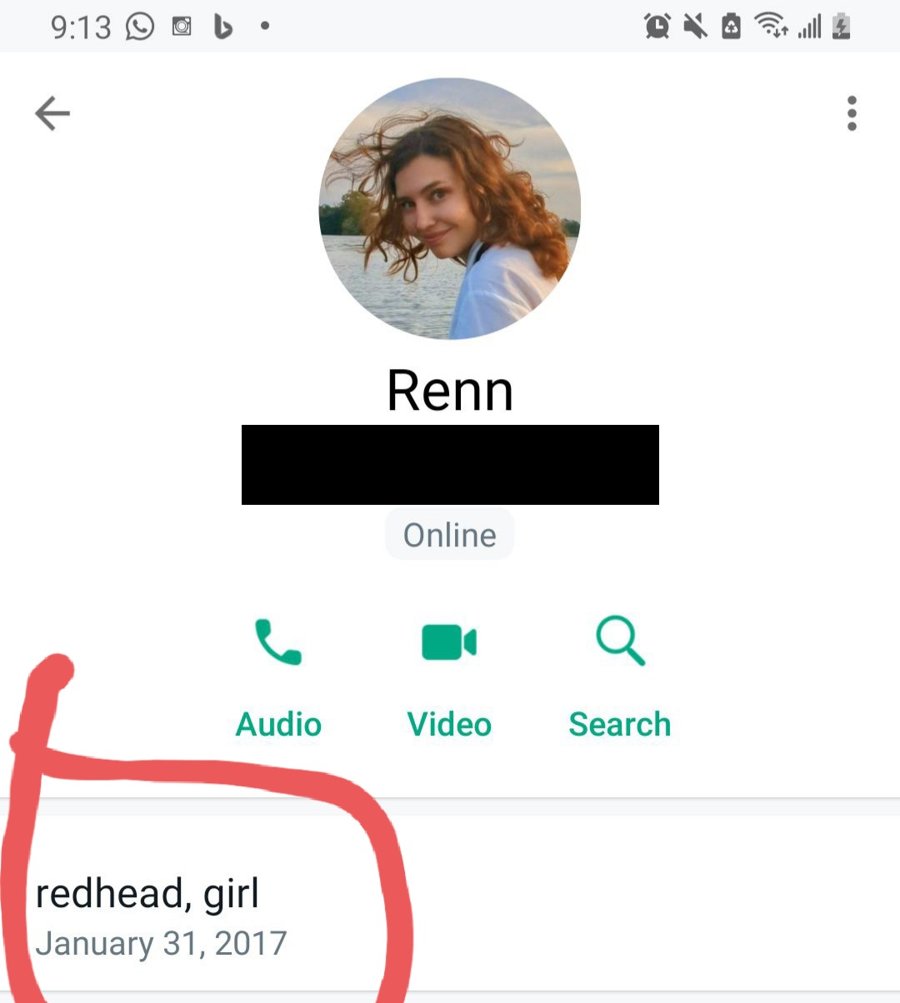 9:13
Renn
Online
Audio Video Search
redhead, girl
January 31, 2017